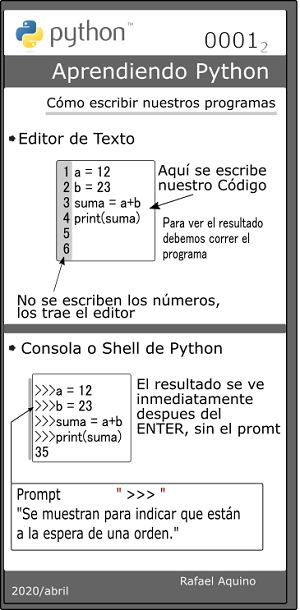 python™
0001₂
Aprendiendo Python
Cómo escribir nuestros programas
Editor de Texto
1 a = 12
2 b = 23
3 suma = a+b
4 print(suma)
5
6
Aquí se escribe
nuestro Código
Para ver el resultado
debemos correr el
programa
No se escriben los números,
los trae el editor
Consola o Shell de Python
>>>a = 12
>>>b = 23
>>>suma = a+b
>>>print(suma)
35
El resultado se ve
inmediatamente
despues del
ENTER, sin el promt
Prompt " >>> "
"Se muestran para indicar que están
a la espera de una orden."
Rafael Aquino
2020/abril